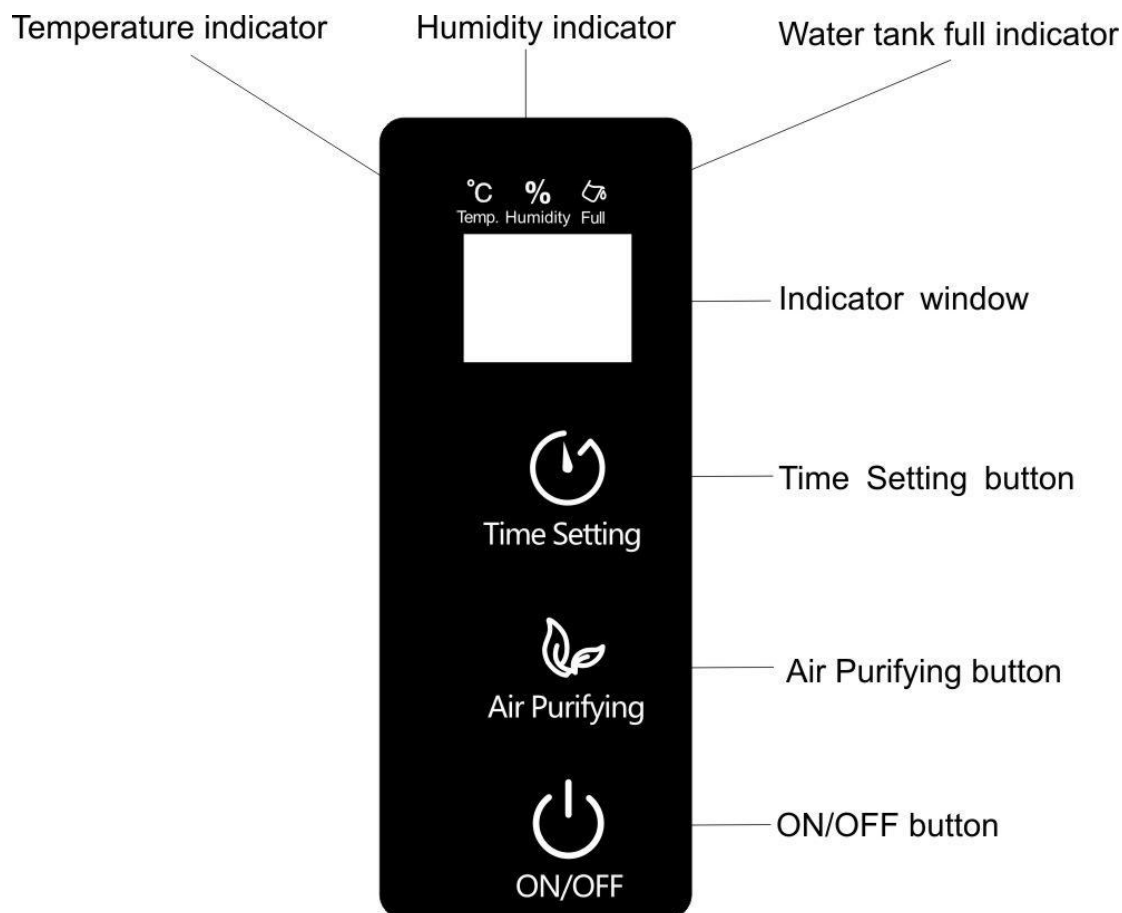 Temperature indicator
Humidity indicator
Water tank full indicator
°C % 
Temp. Humidity Full
Indicator window
Time Setting button
Time Setting
Air Purifying button
Air Purifying
ON/OFF button
ON/OFF